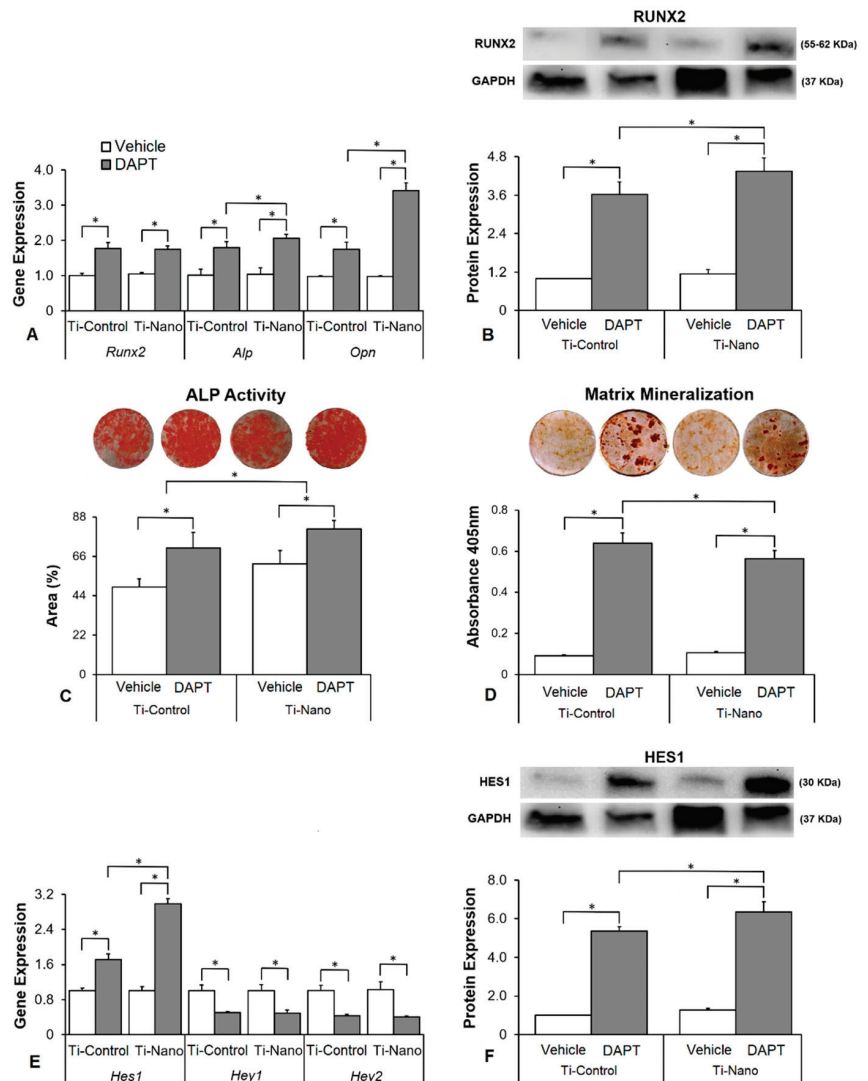 RUNX2
RUNX2 (55-62 KDa)
GAPDH (37 KDa)
Vehicle
DAPT
Gene Expression
4.0
3.0
2.0
1.0
0
* * * * * * * *
Ti-Control Ti-Nano Ti-Control Ti-Nano Ti-Control Ti-Nano
Runx2 Alp Opn
A
Protein Expression
4.8
3.6
2.4
1.2
0
* * *
Vehicle DAPT Vehicle DAPT
Ti-Control Ti-Nano
B
ALP Activity
Area (%)
88
66
44
22
0
* * *
Vehicle DAPT Vehicle DAPT
Ti-Control Ti-Nano
C
Matrix Mineralization
Absorbance 405nm
0.8
0.6
0.2
0
* * *
Vehicle DAPT Vehicle DAPT
Ti-Control Ti-Nano
D
Gene Expression
3.2
2.4
1.6
0.8
0
* * * * * * *
Ti-Control Ti-Nano Ti-Control Ti-Nano Ti-Control Ti-Nano
Hes1 Hey1 Hey2
E
HES1
HES1 (30 KDa)
GAPDH (37 KDa)
Protein Expression
8.0
6.0
4.0
2.0
0
* * *
Vehicle DAPT Vehicle DAPT
Ti-Control Ti-Nano
F